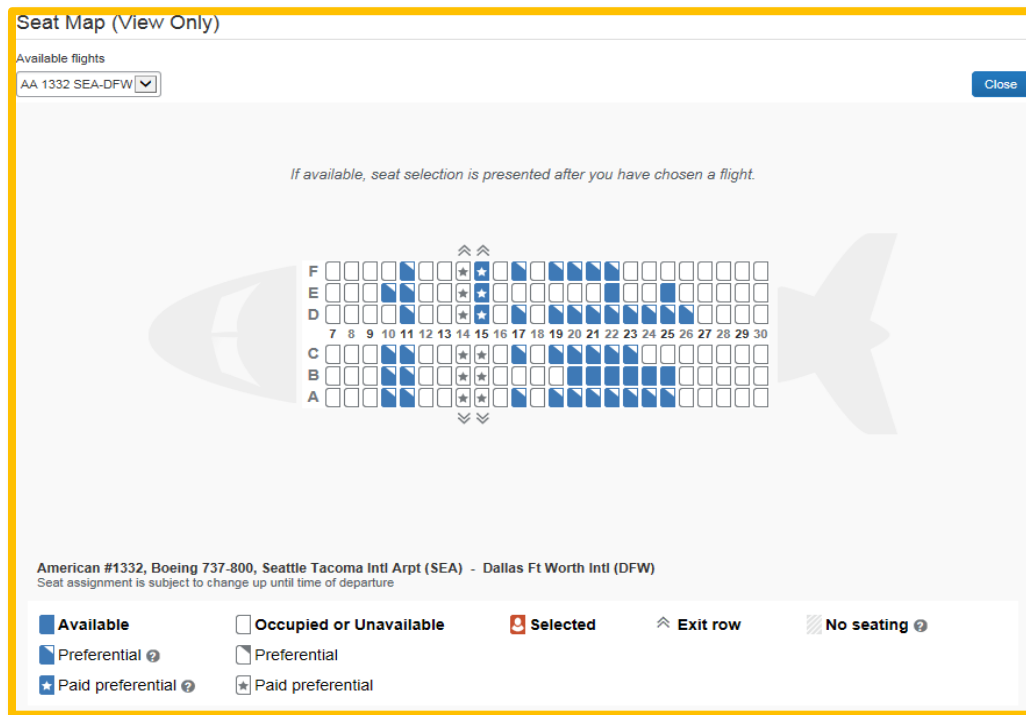 Seat Map (View Only)
Available flights
AA 1332 SEA-DFW
Close
If available, seat selection is presented after you have chosen a flight.
F
E
D
7 8 9 10 11 12 13 14 15 16 17 18 19 20 21 22 23 24 25 26 27 28 29 30
C
B
A
American #1332, Boeing 737-800, Seattle Tacoma Intl Arpt (SEA) - Dallas Ft Worth Intl (DFW)
Seat assignment is subject to change up until time of departure
Available Occupied or Unavailable Selected Exit row No seating ?
Preferential ? Preferential
Paid preferential ? Paid preferential